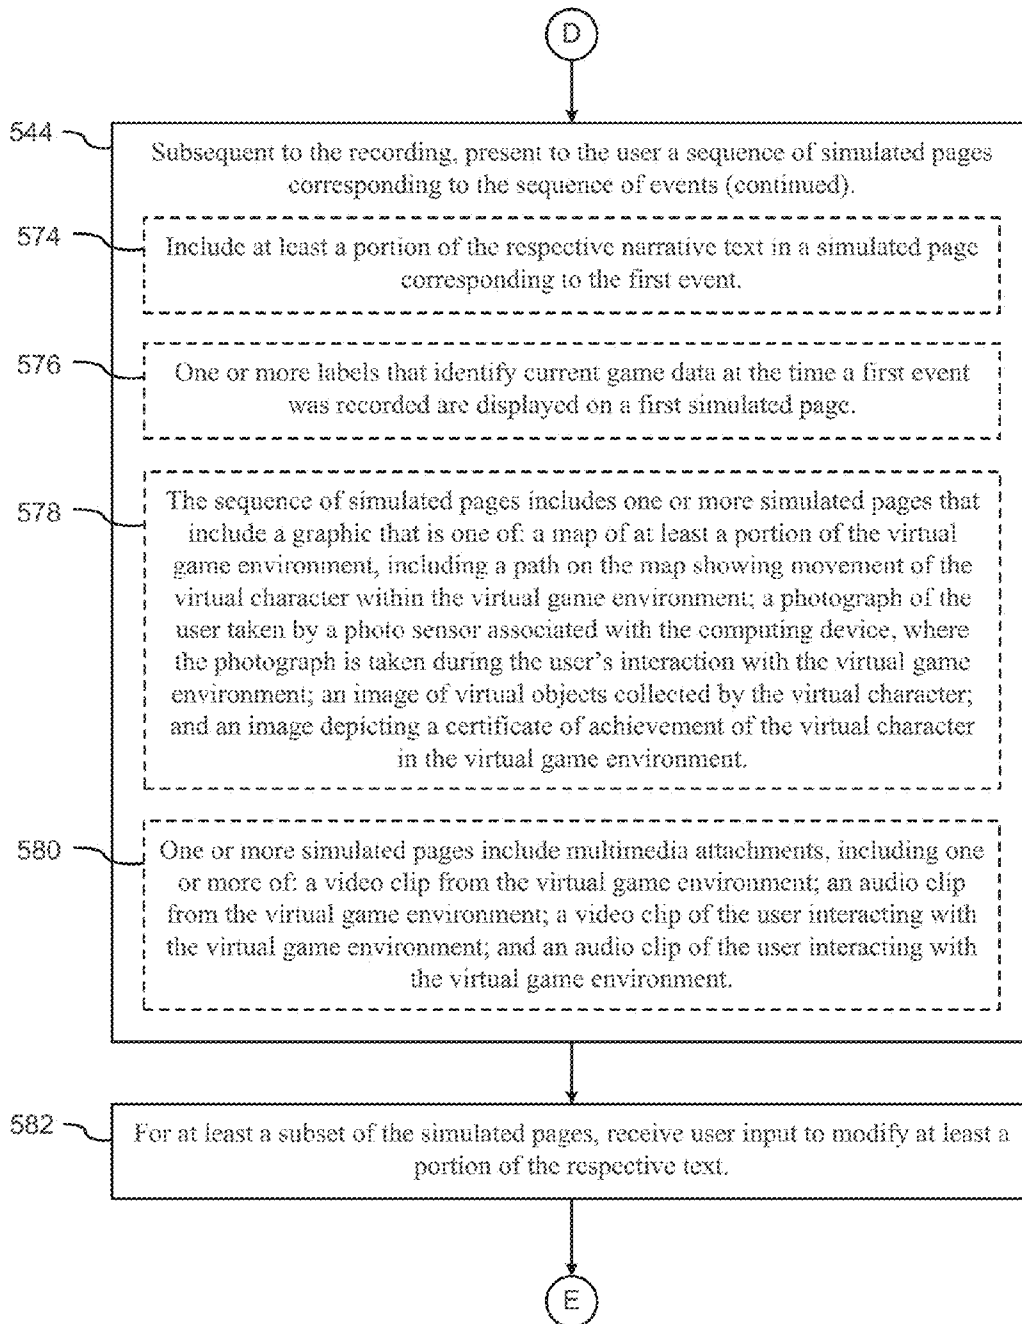 D
544
Subsequent to the recording, present to the user a sequence of simulated pages
corresponding to the sequence of events (continued).
574
Include at least a portion of the respective narrative text in a simulated page
corresponding to the first event.
576
One or more labels that identify current game data at the time a first event
was recorded are displayed on a first simulated page.
578
The sequence of simulated pages includes one or more simulated pages that
include a graphic that is one of: a map of at least a portion of the virtual
game environment, including a path on the map showing movement of the
virtual character within the virtual game environment; a photograph of the
user taken by a photo sensor associated with the computing device, where
the photograph is taken during the user's interaction with the virtual game
environment; an image of virtual objects collected by the virtual character;
and an image depicting a certificate of achievement of the virtual character
in the virtual game environment.
580
One or more simulated pages include multimedia attachments, including one
or more of: a video clip from the virtual game environment; an audio clip
from the virtual game environment; a video clip of the user interacting with
the virtual game environment; and an audio clip of the user interacting with
the virtual game environment.
582
For at least a subset of the simulated pages, receive user input to modify at least a
portion of the respective text.
E